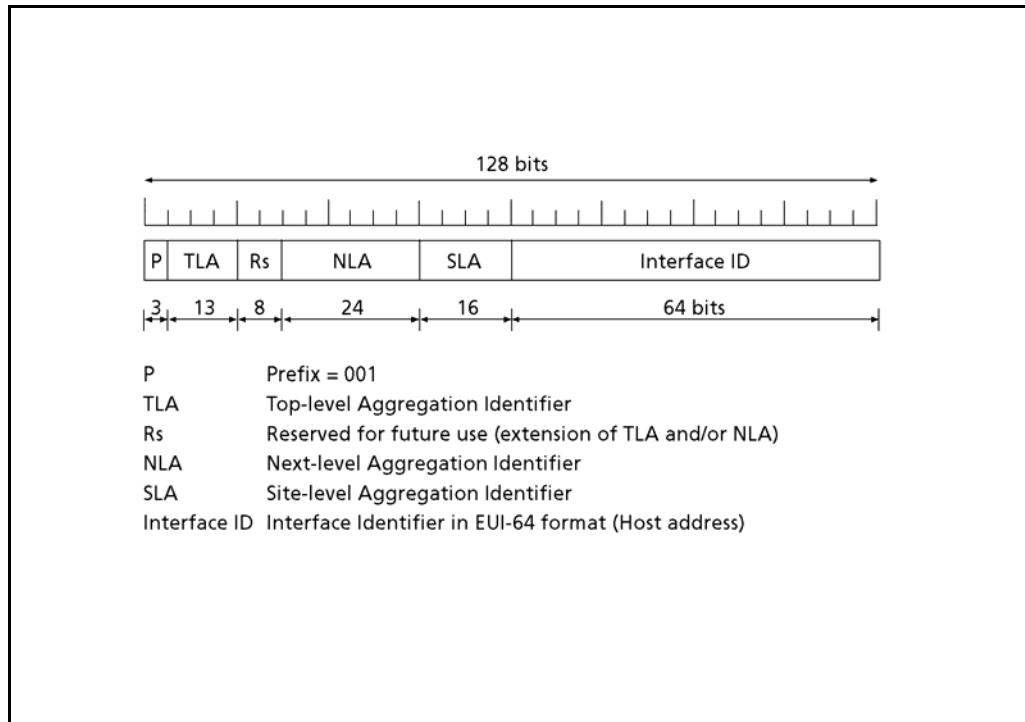 128 bits
P TLA Rs NLA SLA Interface ID
3 13 8 24 16 64 bits
P Prefix = 001
TLA Top-level Aggregation Identifier
Rs Reserved for future use (extension of TLA and/or NLA)
NLA Next-level Aggregation Identifier
SLA Site-level Aggregation Identifier
Interface ID Interface Identifier in EUI-64 format (Host address)